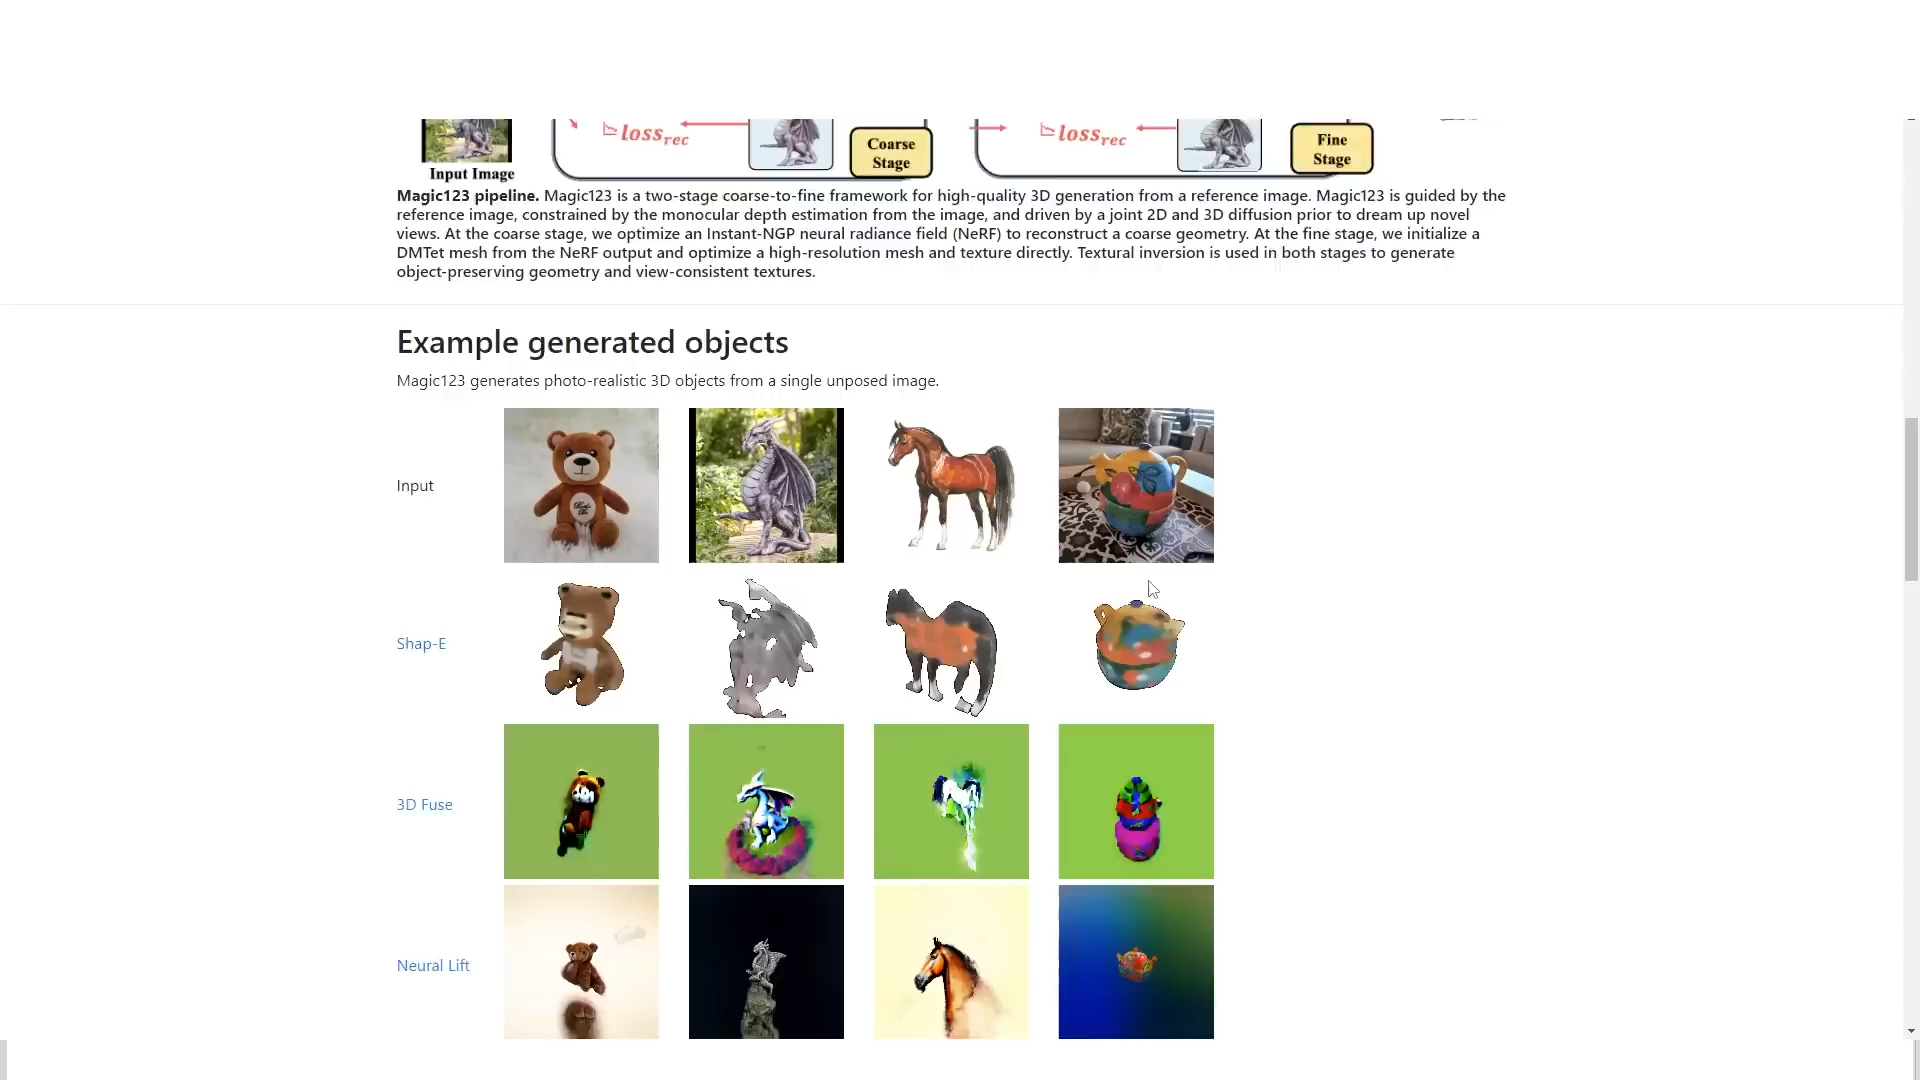 loss rec
Coarse
Stage
loss rec
Fine
Stage
Input Image
Magic123 pipeline. Magic123 is a two-stage coarse-to-fine framework for high-quality 3D generation from a reference image. Magic123 is guided by the
reference image, constrained by the monocular depth estimation from the image, and driven by a joint 2D and 3D diffusion prior to dream up novel
views. At the coarse stage, we optimize an Instant-NGP neural radiance field (NeRF) to reconstruct a coarse geometry. At the fine stage, we initialize a
DMTet mesh from the NeRF output and optimize a high-resolution mesh and texture directly. Textural inversion is used in both stages to generate
object-preserving geometry and view-consistent textures.
Example generated objects
Magic123 generates photo-realistic 3D objects from a single unposed image.
Input
Shap-E
3D Fuse
Neural Lift